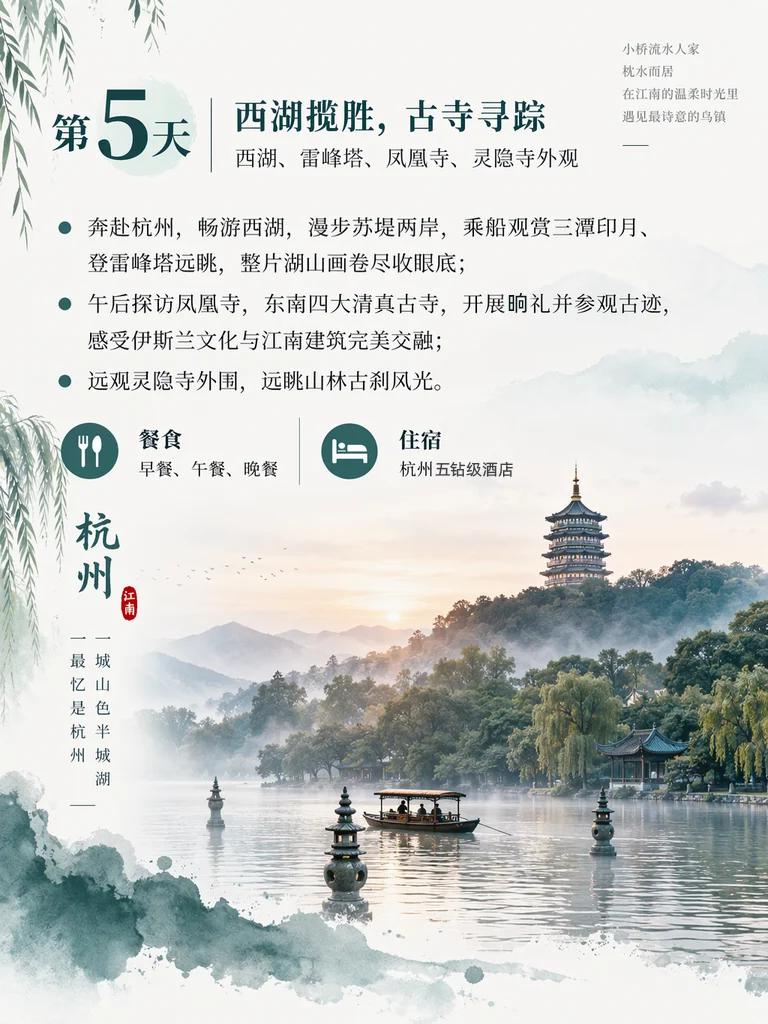 小桥流水人家
枕水而居
在江南的温柔时光里
遇见最诗意的乌镇
第5天
西湖揽胜，古寺寻踪
西湖、雷峰塔、凤凰寺、灵隐寺外观
奔赴杭州，畅游西湖，漫步苏堤两岸，乘船观赏三潭印月、
登雷峰塔远眺，整片湖山画卷尽收眼底；
午后探访凤凰寺，东南四大清真古寺，开展晌礼并参观古迹，
感受伊斯兰文化与江南建筑完美交融；
远观灵隐寺外围，远眺山林古刹风光。
餐食
早餐、午餐、晚餐
住宿
杭州五钻级酒店
杭州
江南
一城山色半城湖
一最忆是杭州